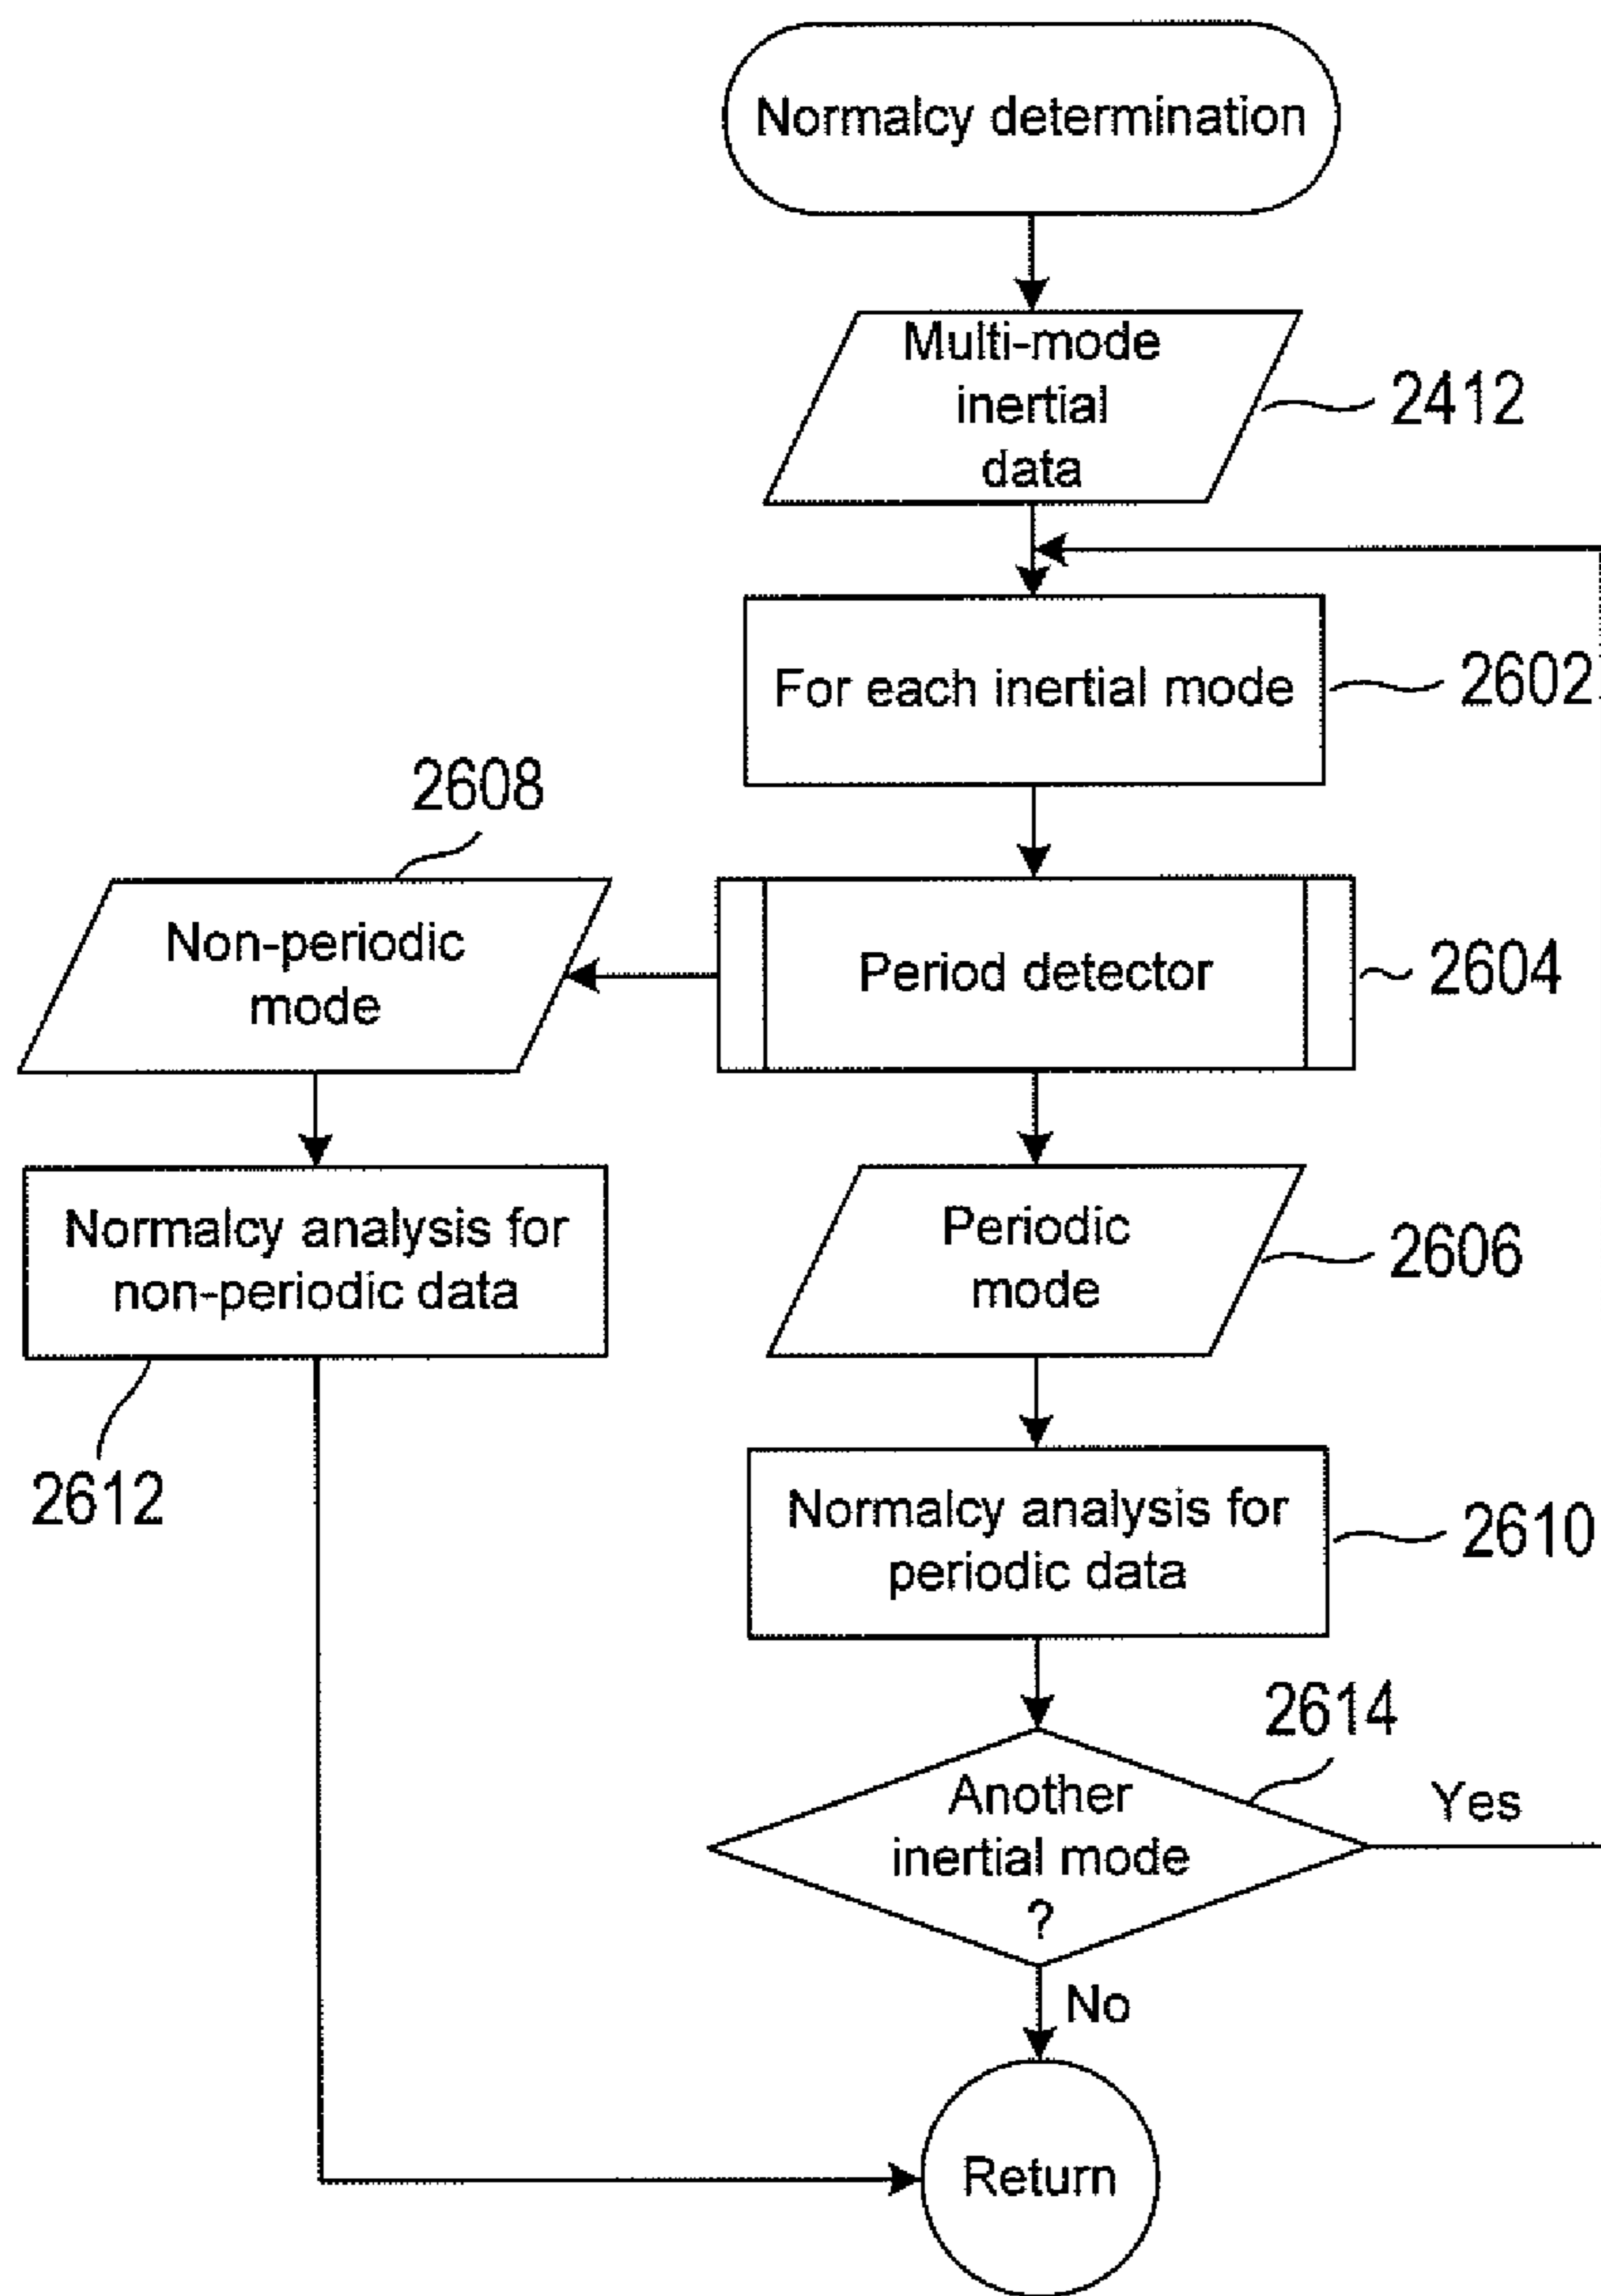 Normalcy determination
Multi-mode
inertial
data
2412
For each inertial mode
2602
2608
Non-periodic
mode
Period detector
2604
Normalcy analysis for
non-periodic data
2612
Periodic
mode
2606
Normalcy analysis for
periodic data
2610
2614
Another
inertial mode
?
Yes
No
Return